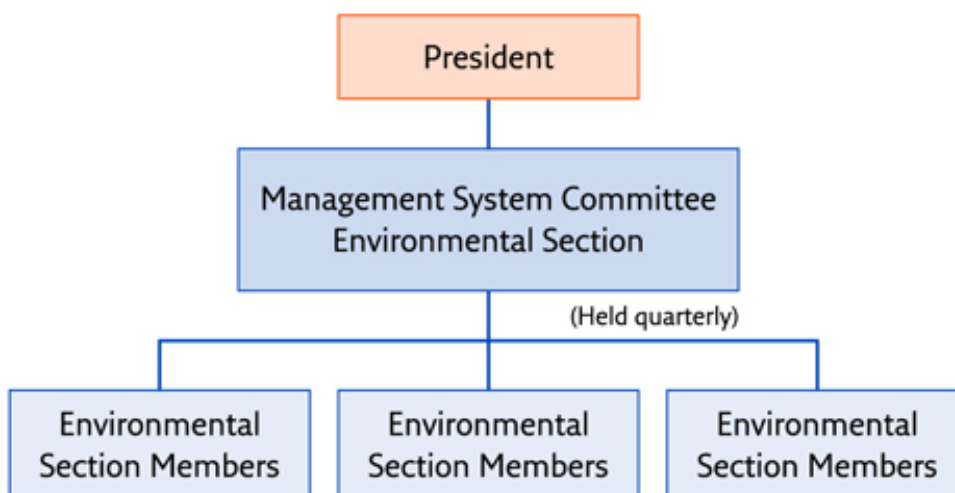 President
Management System Committee
Environmental Section
(Held quarterly)
Environmental
Section Members
Environmental
Section Members
Environmental
Section Members